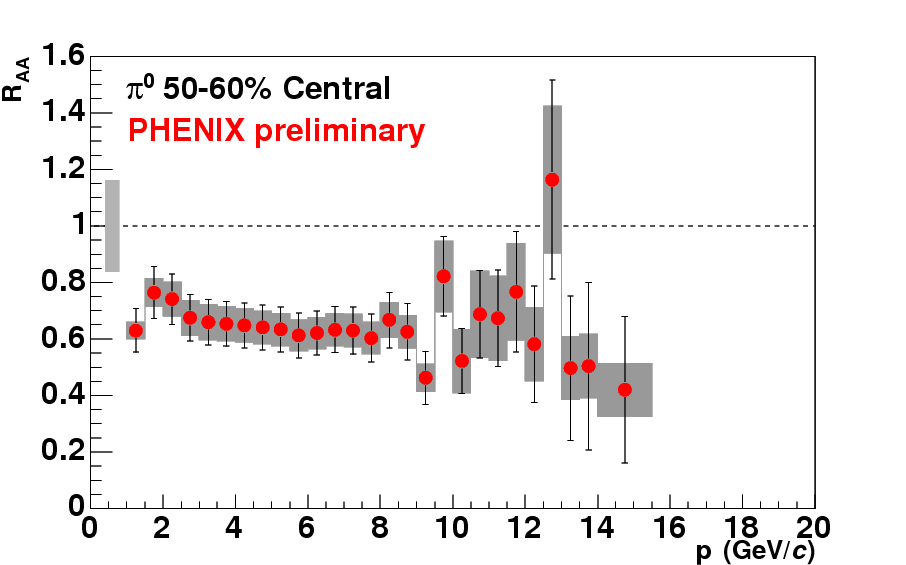 R_AA
1.6
π⁰ 50-60% Central
1.4
PHENIX preliminary
1.2
1
0.8
0.6
0.4
0.2
0
0 2 4 6 8 10 12 14 16 18 20
p (GeV/c)